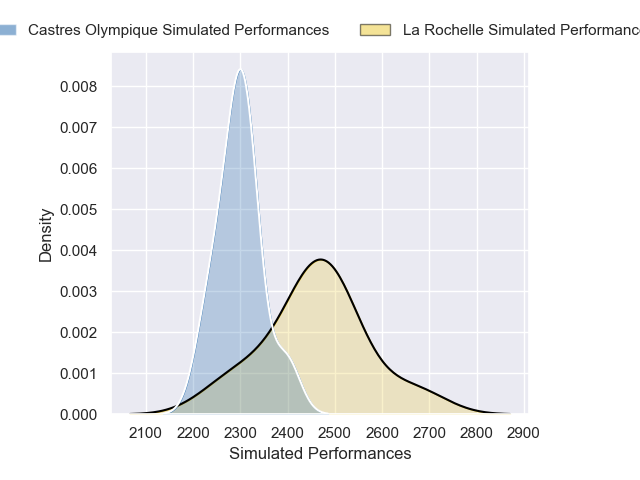 Castres Olympique Simulated Performances
La Rochelle Simulated Performanc
0.008
0.007
0.006
0.005
0.004
0.003
0.002
0.001
0.000
Density
2100 2200 2300 2400 2500 2600 2700 2800 2900
Simulated Performances